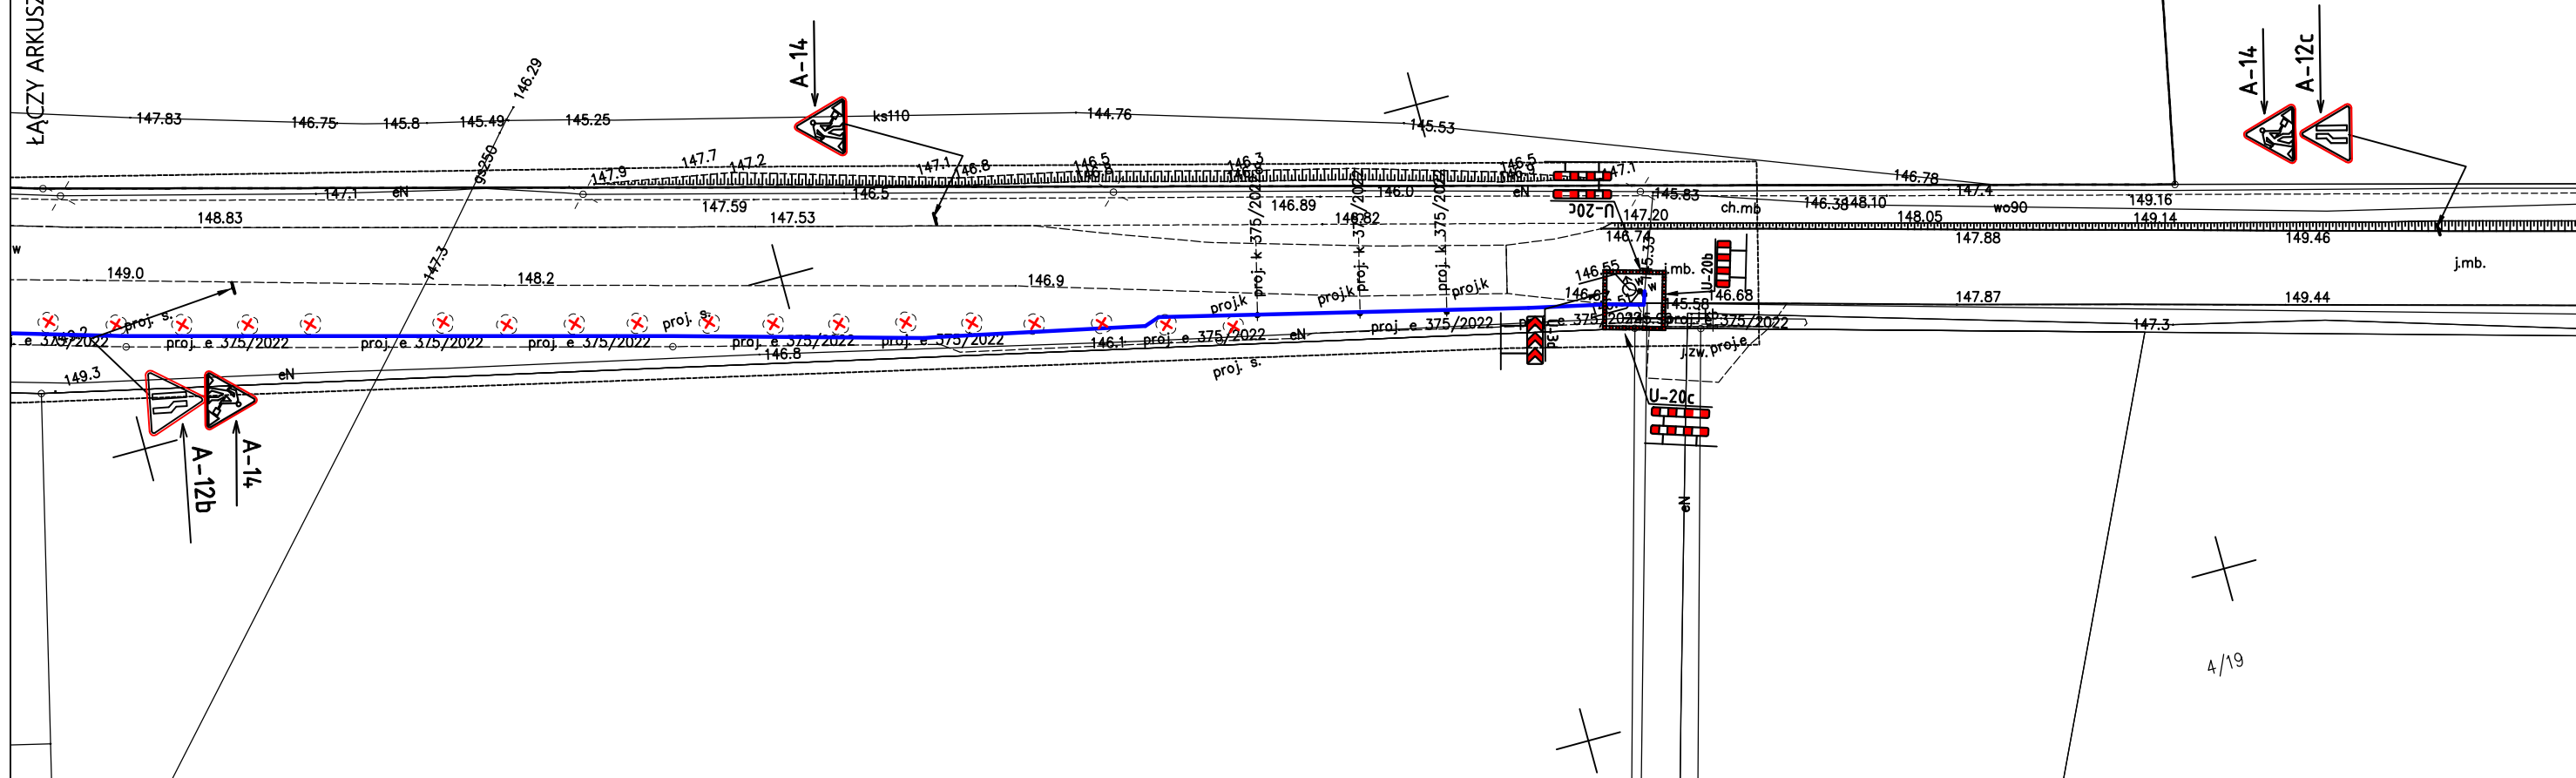 ŁĄCZY ARKUSZ
A-14
A-14
A-12c
146.29
147.83
146.75
145.8
145.49
145.25
ks110
144.76
145.53
gs250
147.9
147.7
147.2
147.1
146.8
146.5
146.3
146.5
147.1
146.78
147.1
eN
146.5
146.0
eN
145.83
147.4
148.83
147.59
147.53
146.89
U-20c
147.20
ch.mb
146.38
148.10
148.05
wo90
149.16
149.14
146.74
147.88
149.46
w
147.3
proj. k 375/2022
proj. k 375/2022
proj. k 375/2022
149.0
148.2
146.9
146.55
j.mb.
U-20b
j.mb.
proj.k
proj.k
proj.k
w
146.68
147.87
149.44
145.58
proj. s.
proj. s.
proj. e 375/2022
proj. e 375/2022
proj. e 375/2022
proj. e 375/2022
proj. e 375/2022
proj. e 375/2022
proj. e 375/2022
147.3
146.8
146.1
eN
j.zw.
proj.e
149.3
eN
proj. s.
U-20c
A-14
A-12b
eN
4/19